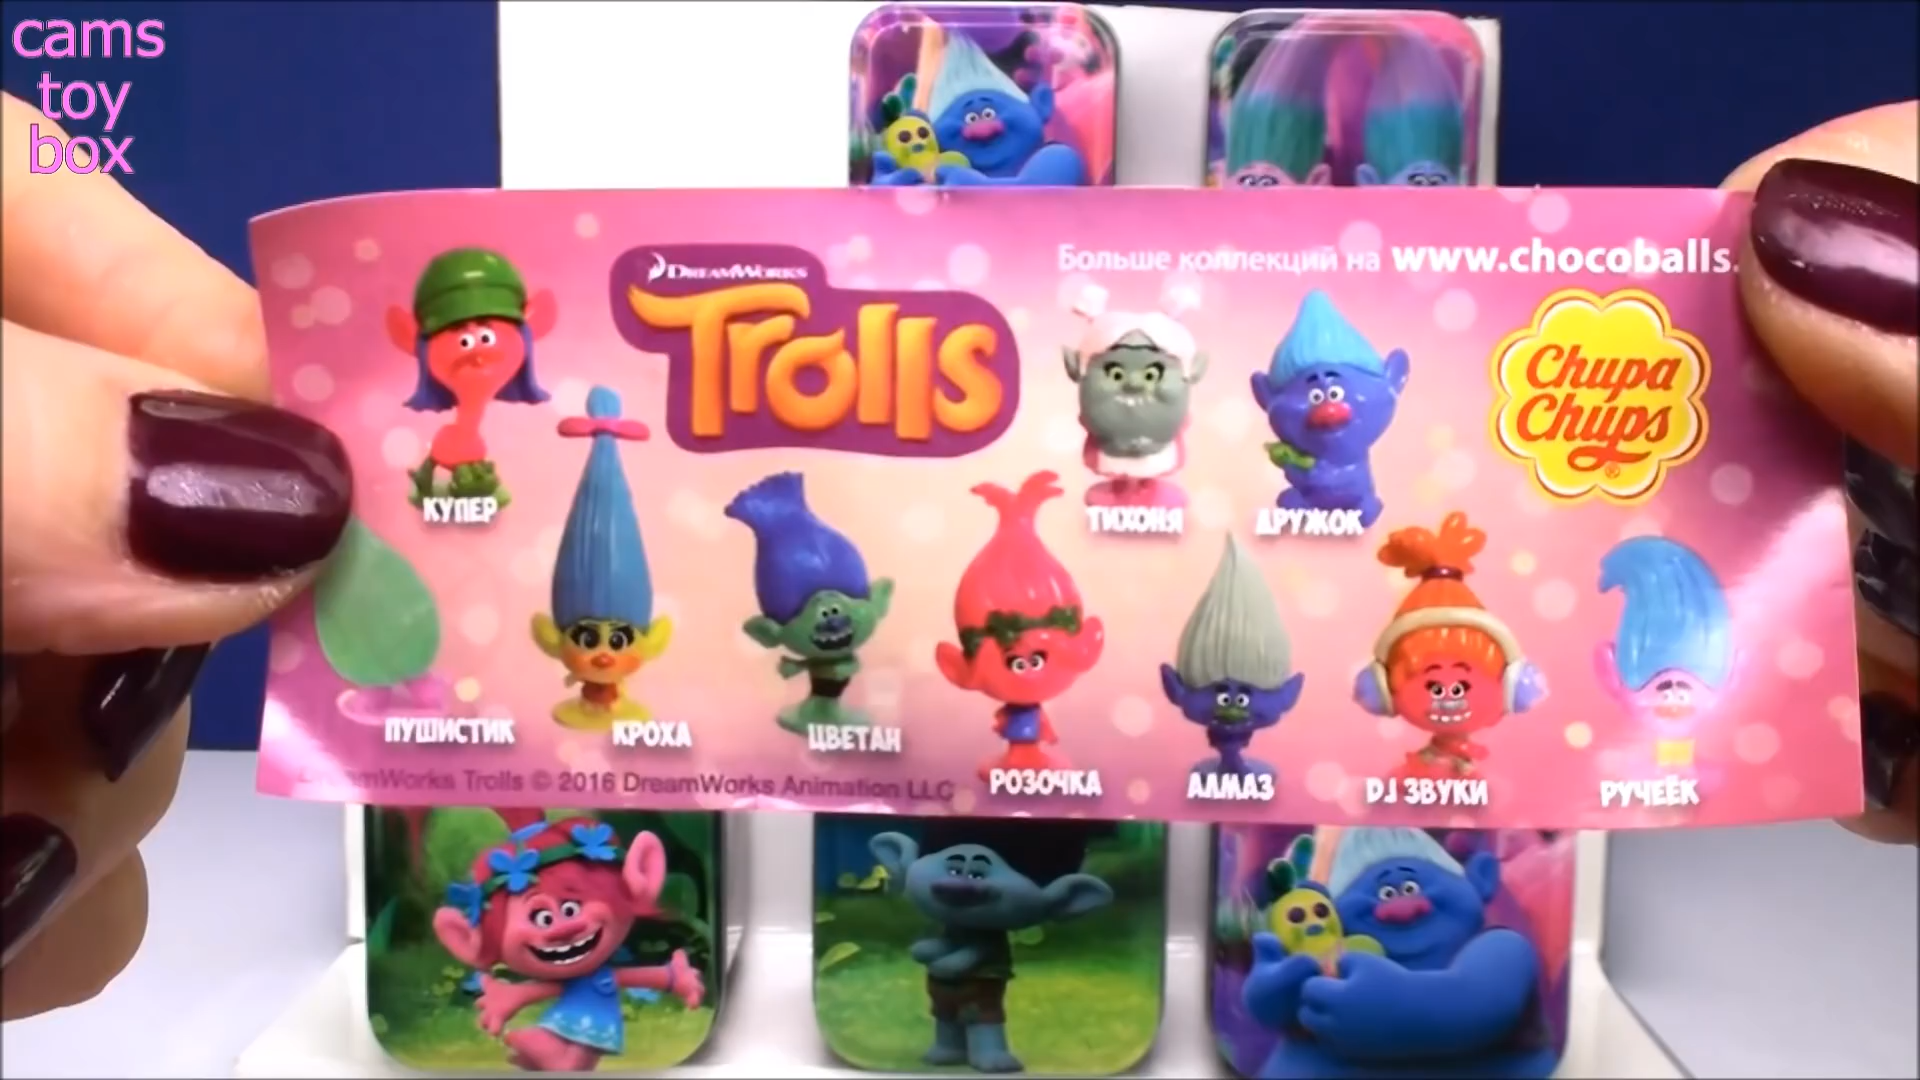 cams
toy
box
DREAMWORKS
Trolls
Больше коллекций на www.chocoballs.
Chupa
Chups
®
КУПЕР
ТИХОНЯ
ДРУЖОК
ПУШИСТИК
КРОХА
ЦВЕТАН
РОЗОЧКА
АЛМАЗ
DJ ЗВУКИ
РУЧЕЁК
Trolls © 2016 DreamWorks Animation LLC